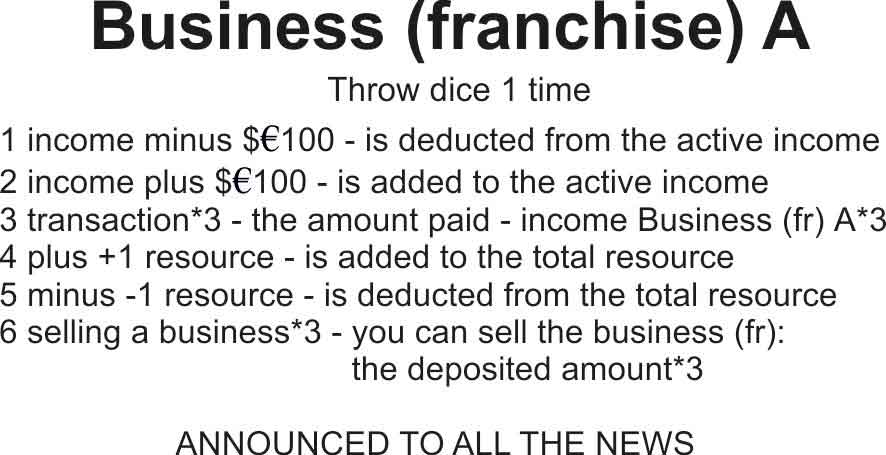 Business (franchise) A
Throw dice 1 time
1 income minus $€100 - is deducted from the active income
2 income plus $€100 - is added to the active income
3 transaction*3 - the amount paid - income Business (fr) A*3
4 plus +1 resource - is added to the total resource
5 minus -1 resource - is deducted from the total resource
6 selling a business*3 - you can sell the business (fr):
the deposited amount*3
ANNOUNCED TO ALL THE NEWS